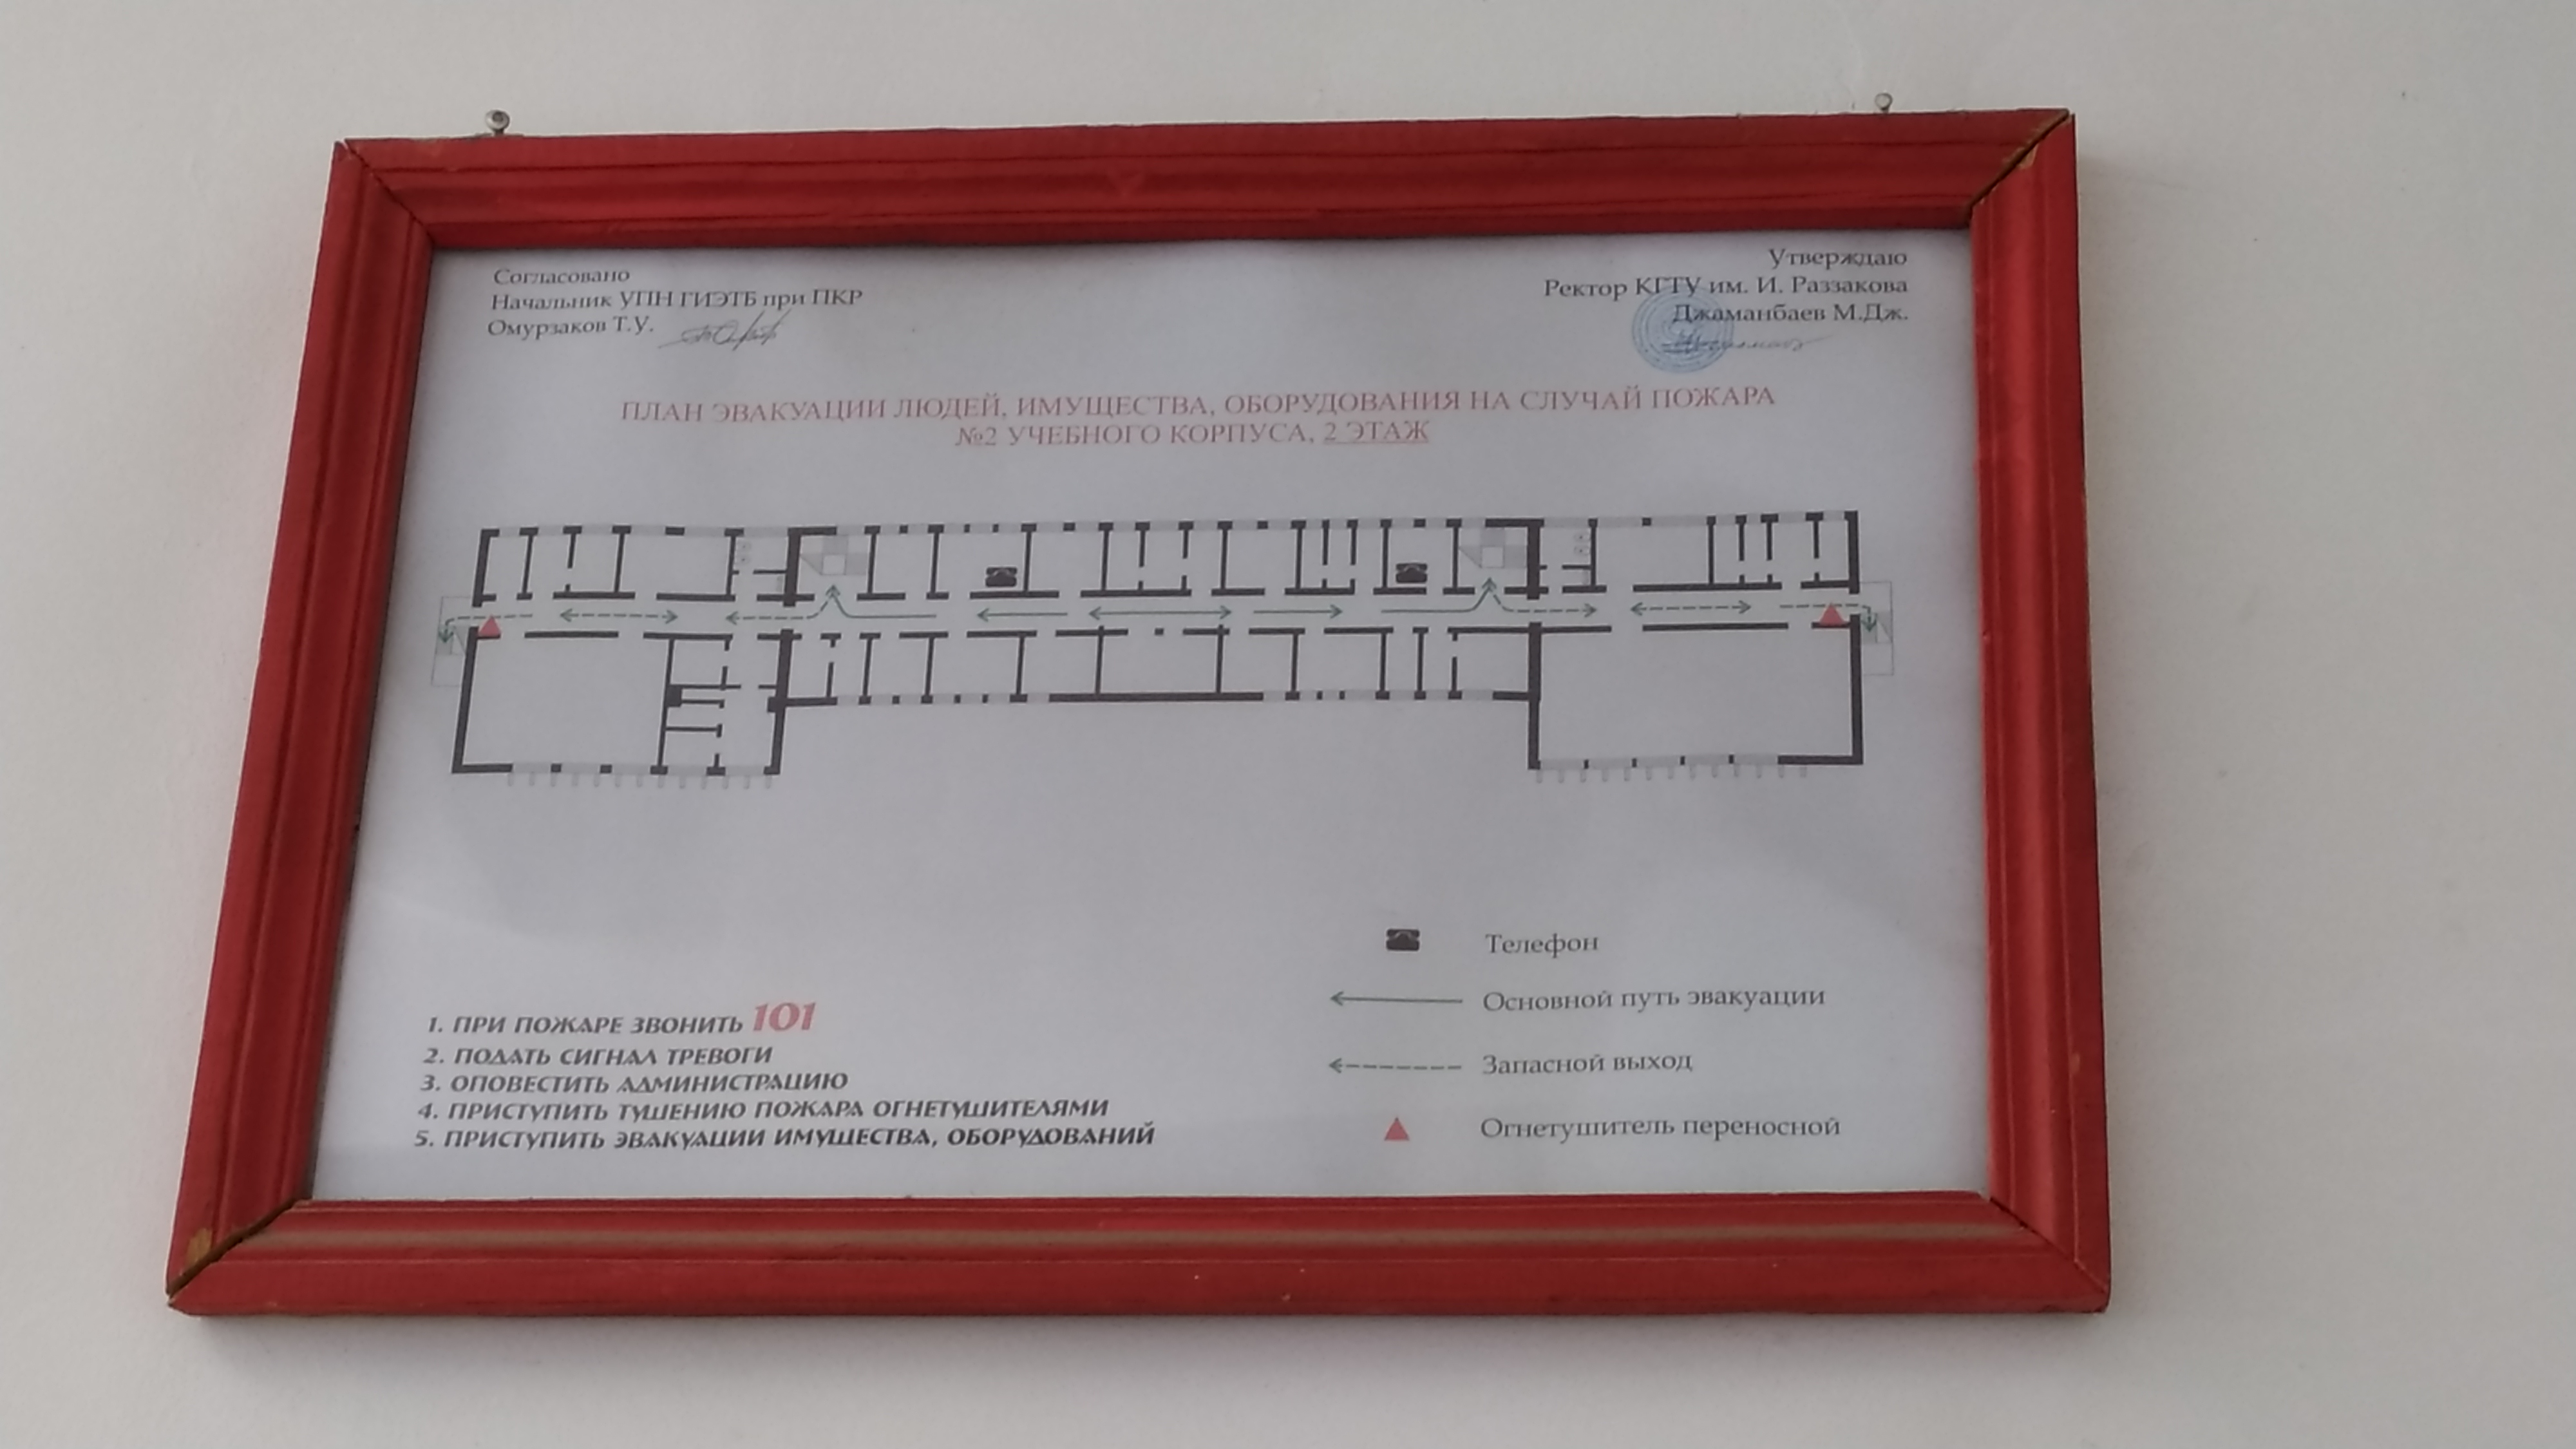 Согласовано
Начальник УПН ГИЭТБ при ПКР
Омурзаков Т.У.
Утверждаю
Ректор КГТУ им. И. Раззакова
Джаманбаев М.Дж.
ПЛАН ЭВАКУАЦИИ ЛЮДЕЙ, ИМУЩЕСТВА, ОБОРУДОВАНИЯ НА СЛУЧАЙ ПОЖАРА
№2 УЧЕБНОГО КОРПУСА, 2 ЭТАЖ
Телефон
Основной путь эвакуации
Запасной выход
Огнетушитель переносной
1. ПРИ ПОЖАРЕ ЗВОНИТЬ 101
2. ПОДАТЬ СИГНАЛ ТРЕВОГИ
3. ОПОВЕСТИТЬ АДМИНИСТРАЦИЮ
4. ПРИСТУПИТЬ ТУШЕНИЮ ПОЖАРА ОГНЕТУШИТЕЛЯМИ
5. ПРИСТУПИТЬ ЭВАКУАЦИИ ИМУЩЕСТВА, ОБОРУДОВАНИЙ